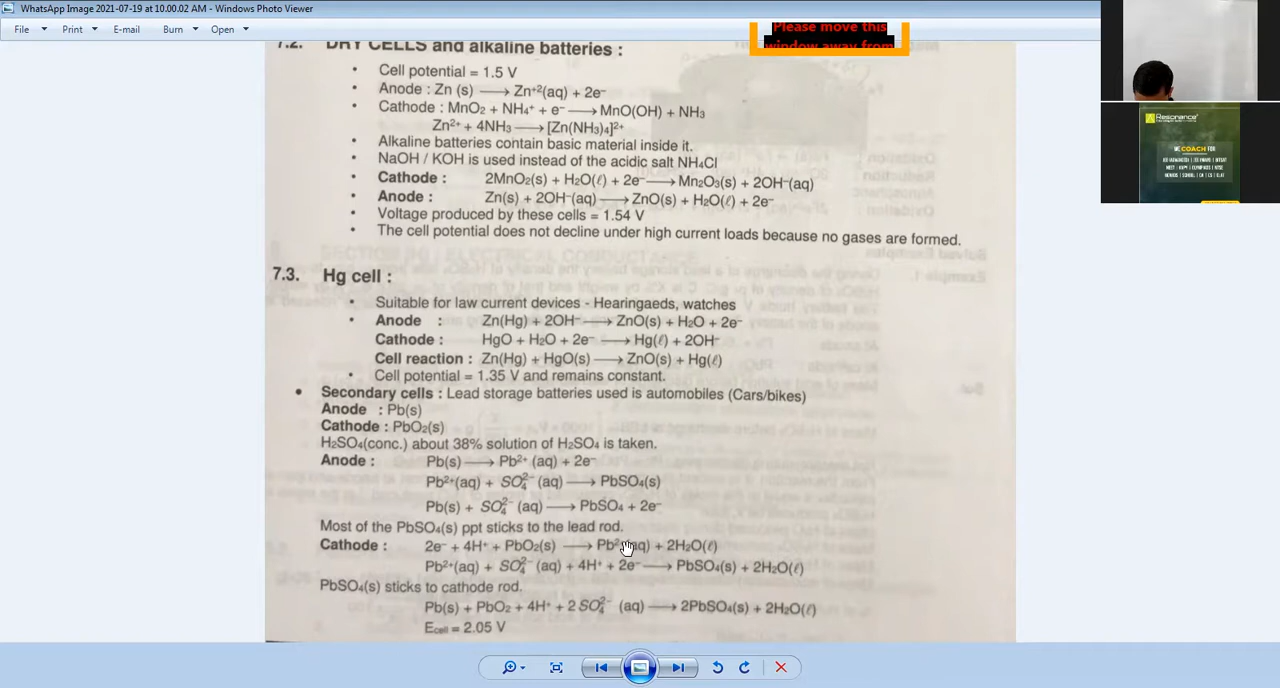 WhatsApp Image 2021-07-19 at 10.00.02 AM - Windows Photo Viewer
File Print E-mail Burn Open
Please move this
window away from
7.2. DRY CELLS and alkaline batteries :
• Cell potential = 1.5 V
• Anode : Zn (s) ⟶ Zn⁺²(aq) + 2e⁻
• Cathode : MnO₂ + NH₄⁺ + e⁻ ⟶ MnO(OH) + NH₃
Zn²⁺ + 4NH₃ ⟶ [Zn(NH₃)₄]²⁺
• Alkaline batteries contain basic material inside it.
• NaOH / KOH is used instead of the acidic salt NH₄Cl
• Cathode : 2MnO₂(s) + H₂O(ℓ) + 2e⁻ ⟶ Mn₂O₃(s) + 2OH⁻(aq)
• Anode : Zn(s) + 2OH⁻(aq) ⟶ ZnO(s) + H₂O(ℓ) + 2e⁻
• Voltage produced by these cells = 1.54 V
• The cell potential does not decline under high current loads because no gases are formed.
7.3. Hg cell :
• Suitable for law current devices - Hearingaeds, watches
• Anode : Zn(Hg) + 2OH⁻ ⟶ ZnO(s) + H₂O + 2e⁻
Cathode : HgO + H₂O + 2e⁻ ⟶ Hg(ℓ) + 2OH⁻
Cell reaction : Zn(Hg) + HgO(s) ⟶ ZnO(s) + Hg(ℓ)
• Cell potential = 1.35 V and remains constant.
• Secondary cells : Lead storage batteries used is automobiles (Cars/bikes)
Anode : Pb(s)
Cathode : PbO₂(s)
H₂SO₄(conc.) about 38% solution of H₂SO₄ is taken.
Anode : Pb(s) ⟶ Pb²⁺ (aq) + 2e⁻
Pb²⁺(aq) + SO₄²⁻ (aq) ⟶ PbSO₄(s)
Pb(s) + SO₄²⁻ (aq) ⟶ PbSO₄ + 2e⁻
Most of the PbSO₄(s) ppt sticks to the lead rod.
Cathode : 2e⁻ + 4H⁺ + PbO₂(s) ⟶ Pb²⁺(aq) + 2H₂O(ℓ)
Pb²⁺(aq) + SO₄²⁻ (aq) + 4H⁺ + 2e⁻ ⟶ PbSO₄(s) + 2H₂O(ℓ)
PbSO₄(s) sticks to cathode rod.
Pb(s) + PbO₂ + 4H⁺ + 2SO₄²⁻ (aq) ⟶ 2PbSO₄(s) + 2H₂O(ℓ)
Ecell = 2.05 V
Resonance
WE COACH FOR